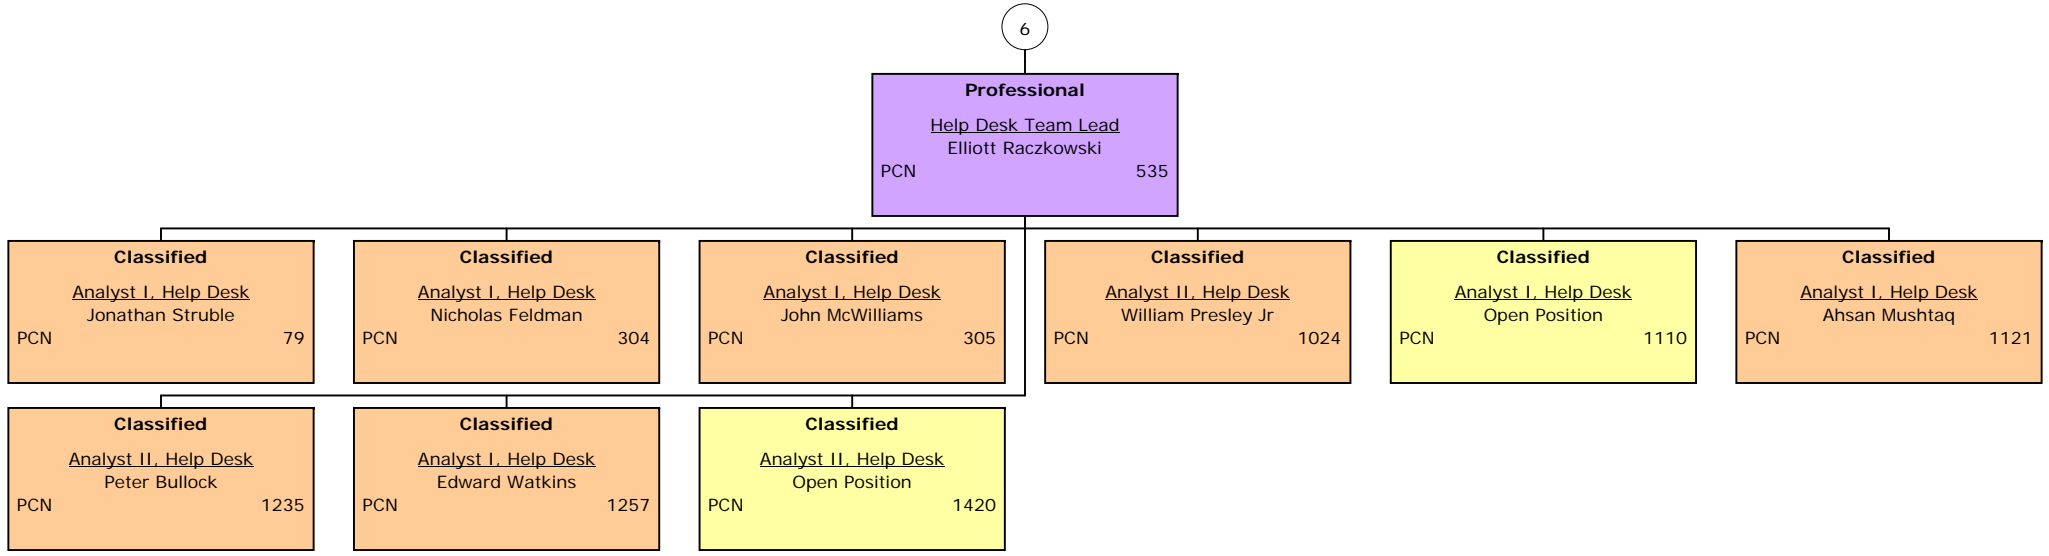 6
Professional
Help Desk Team Lead
Elliott Raczkowski
PCN 535
Classified
Analyst I, Help Desk
Jonathan Struble
PCN 79
Classified
Analyst I, Help Desk
Nicholas Feldman
PCN 304
Classified
Analyst I, Help Desk
John McWilliams
PCN 305
Classified
Analyst II, Help Desk
William Presley Jr
PCN 1024
Classified
Analyst I, Help Desk
Open Position
PCN 1110
Classified
Analyst I, Help Desk
Ahsan Mushtaq
PCN 1121
Classified
Analyst II, Help Desk
Peter Bullock
PCN 1235
Classified
Analyst I, Help Desk
Edward Watkins
PCN 1257
Classified
Analyst II, Help Desk
Open Position
PCN 1420